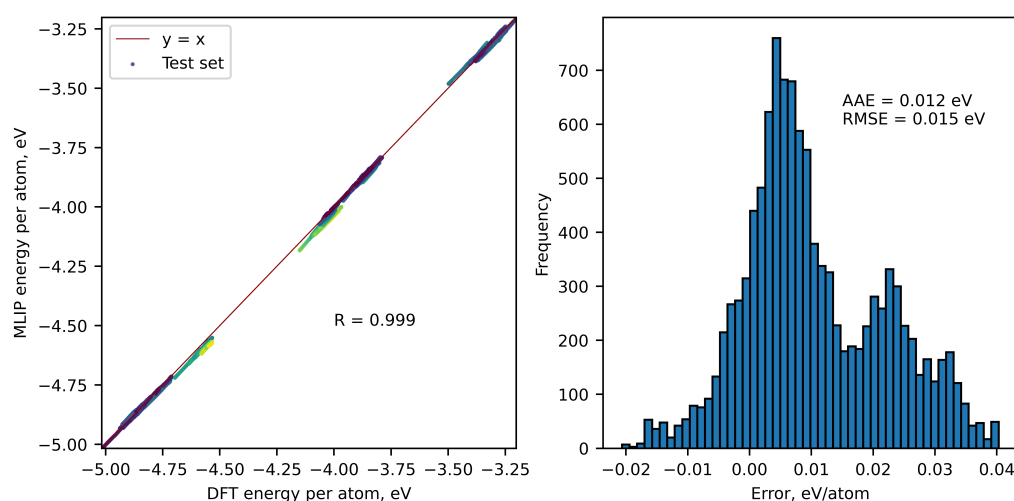 −3.25
−3.50
−3.75
−4.00
−4.25
−4.50
−4.75
−5.00
MLIP energy per atom, eV
y = x
Test set
R = 0.999
−5.00 −4.75 −4.50 −4.25 −4.00 −3.75 −3.50 −3.25
DFT energy per atom, eV
700
600
500
400
300
200
100
0
Frequency
AAE = 0.012 eV
RMSE = 0.015 eV
−0.02 −0.01 0.00 0.01 0.02 0.03 0.04
Error, eV/atom